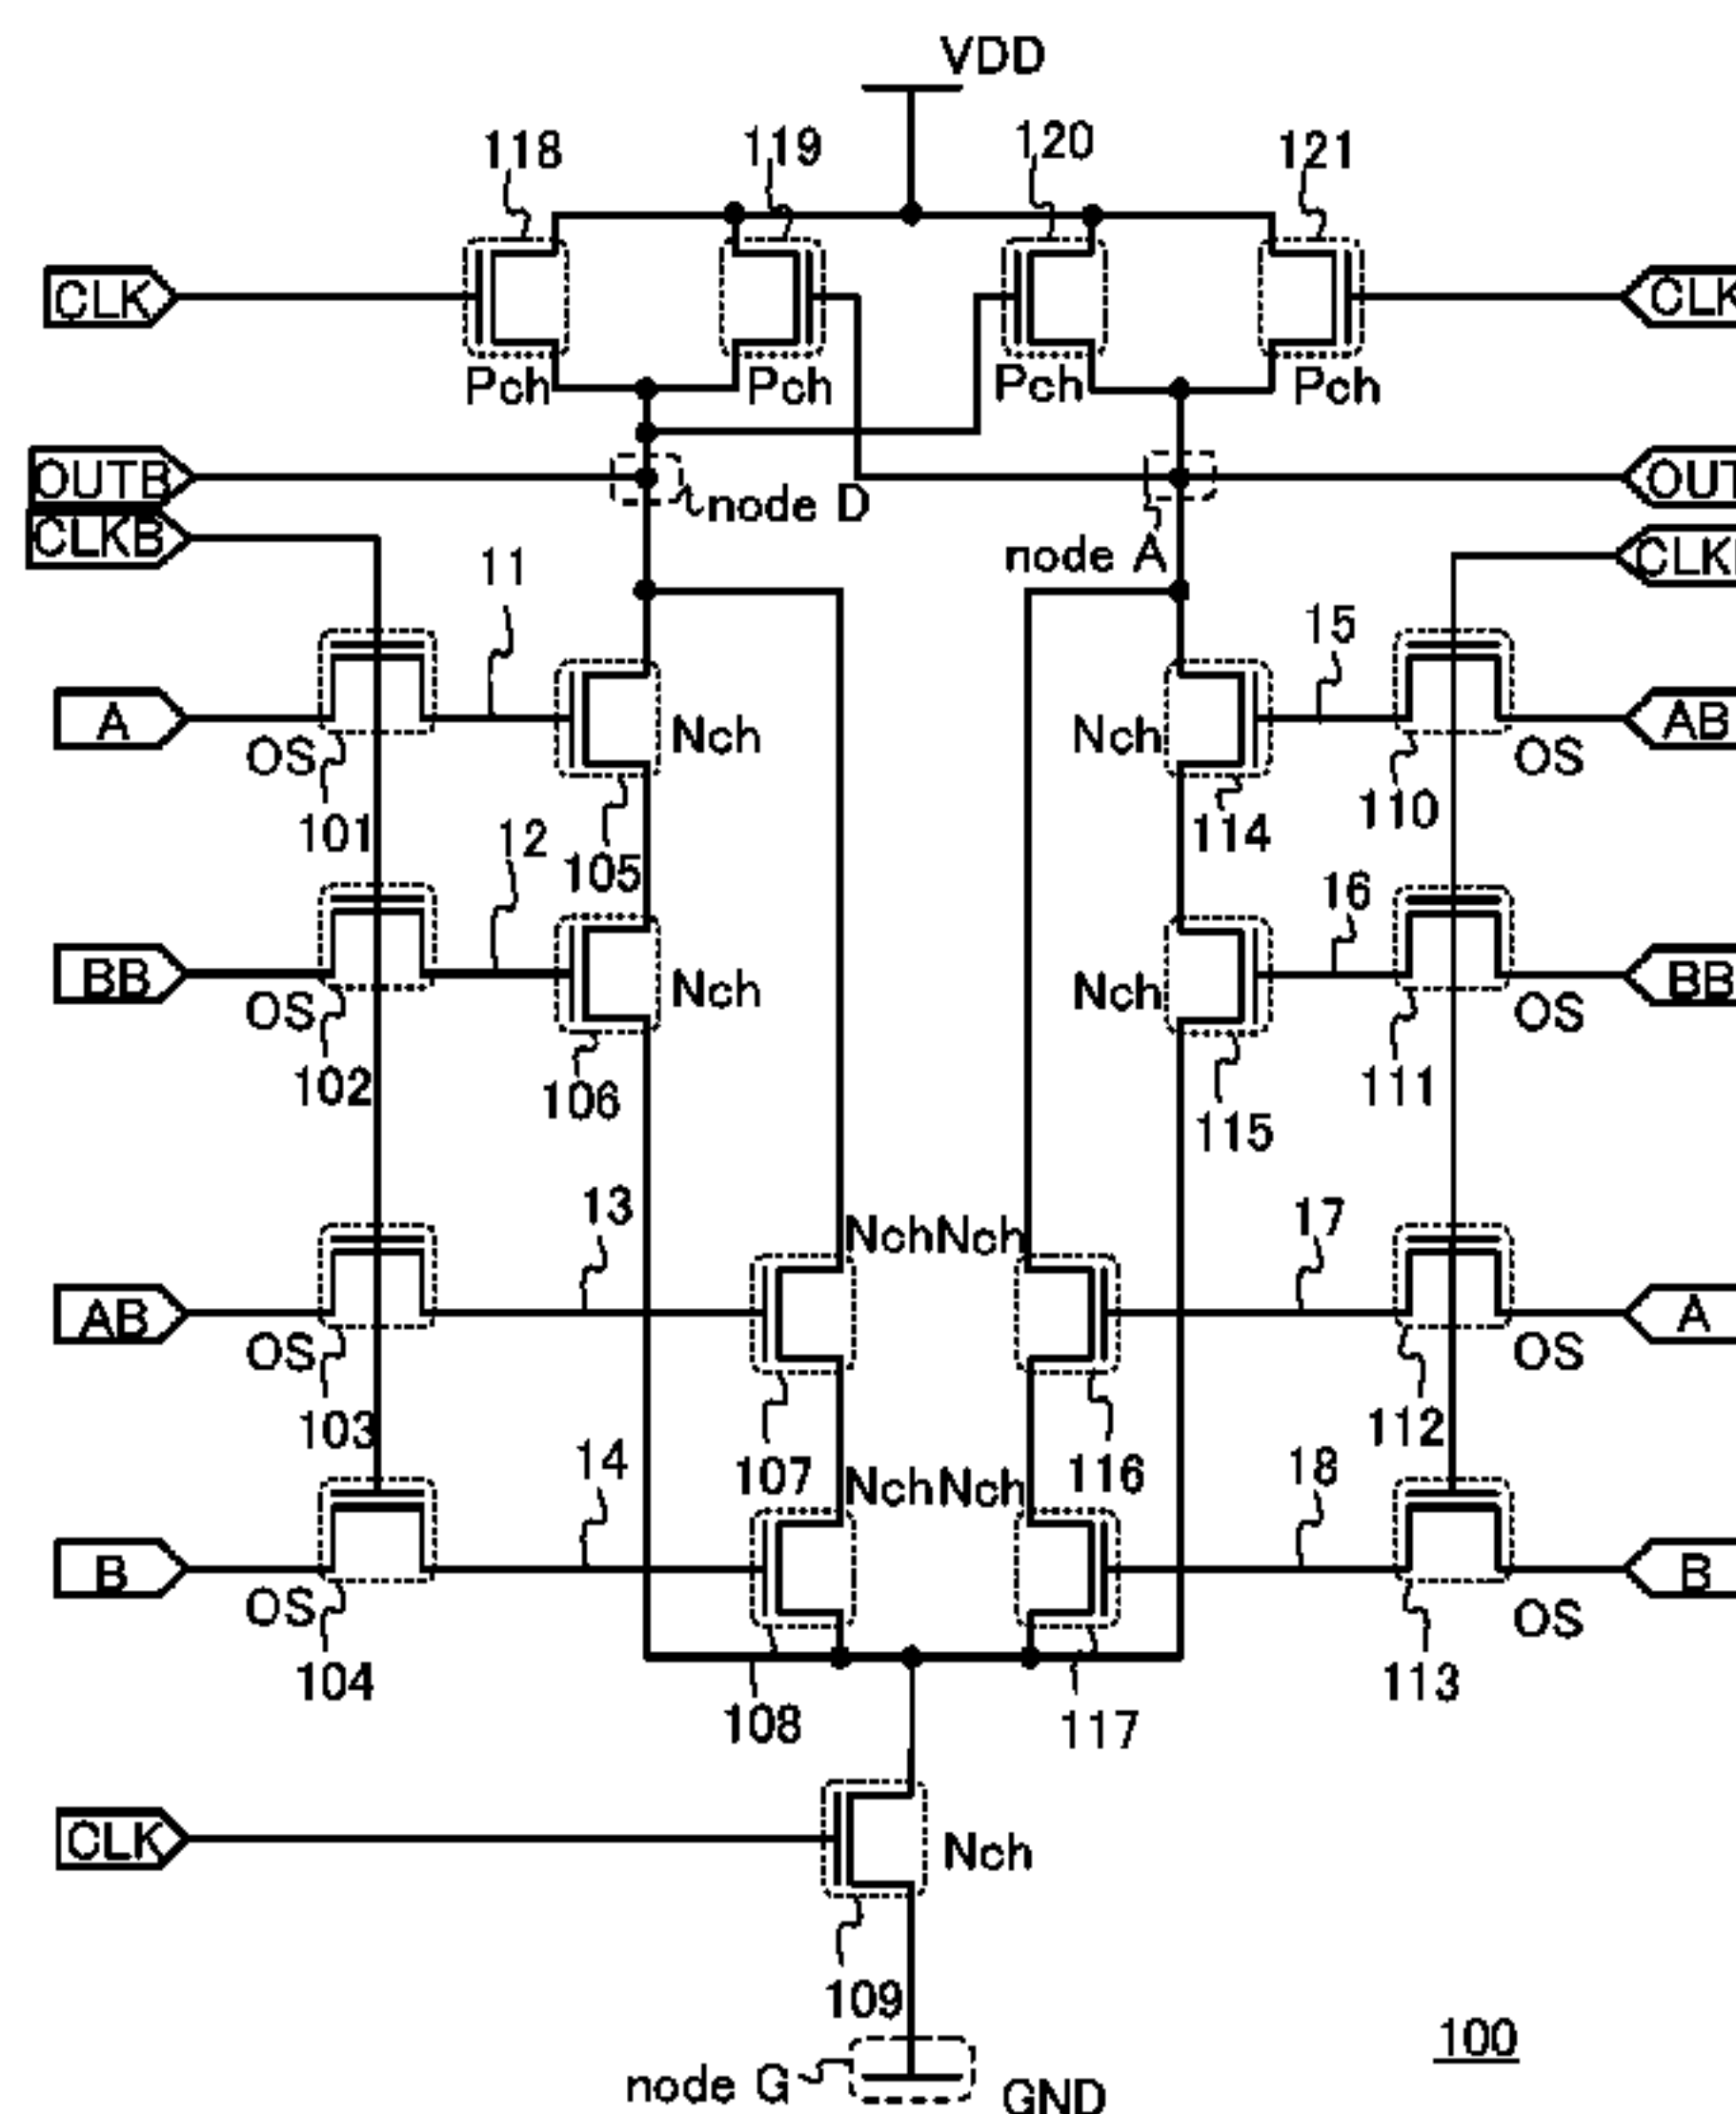 VDD
118 119 120 121
CLK CLK
Pch Pch Pch Pch
OUTB OUT
node D
CLKB CLK
node A
11 15
A OS Nch Nch OS AB
101 105 114 110
12 16
BB OS Nch Nch OS BB
102 106 115 111
13 NchNch 17
AB OS OS A
103 107 116 112
14 NchNch 18
B OS OS B
104 108 117 113
CLK Nch
109
node G GND
100